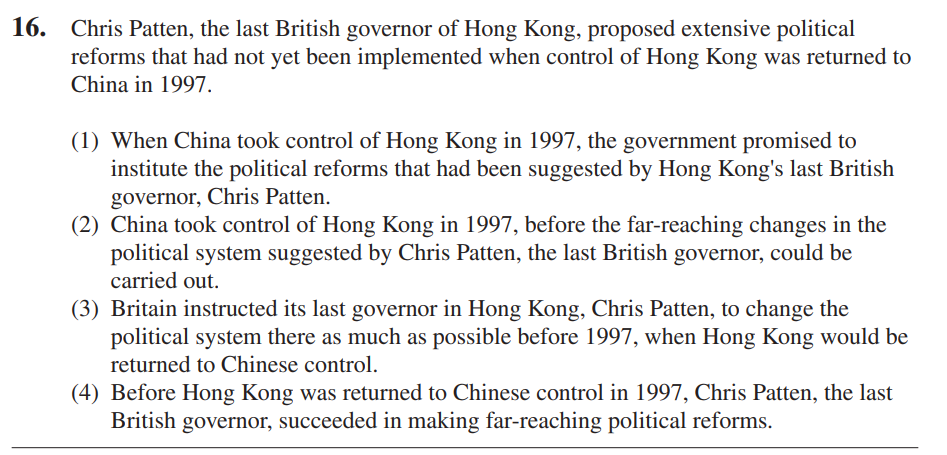 16. Chris Patten, the last British governor of Hong Kong, proposed extensive political
reforms that had not yet been implemented when control of Hong Kong was returned to
China in 1997.
(1) When China took control of Hong Kong in 1997, the government promised to
institute the political reforms that had been suggested by Hong Kong's last British
governor, Chris Patten.
(2) China took control of Hong Kong in 1997, before the far-reaching changes in the
political system suggested by Chris Patten, the last British governor, could be
carried out.
(3) Britain instructed its last governor in Hong Kong, Chris Patten, to change the
political system there as much as possible before 1997, when Hong Kong would be
returned to Chinese control.
(4) Before Hong Kong was returned to Chinese control in 1997, Chris Patten, the last
British governor, succeeded in making far-reaching political reforms.